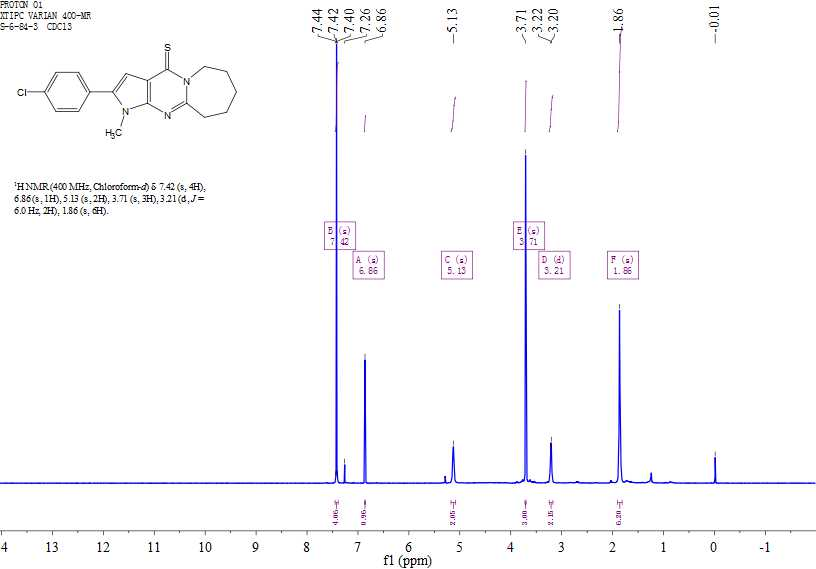 PROTON 01
XTIPC VARIAN 400-MR
S-6-84-3 CDCl3
7.44
7.42
7.40
7.26
6.86
5.13
3.71
3.22
3.20
1.86
-0.01
S
Cl
N
N
N
H₃C
¹H NMR (400 MHz, Chloroform-d) δ 7.42 (s, 4H),
6.86 (s, 1H), 5.13 (s, 2H), 3.71 (s, 3H), 3.21 (d, J =
6.0 Hz, 2H), 1.86 (s, 6H).
B (s)
7.42
E (s)
3.71
A (s)
6.86
C (s)
5.13
D (d)
3.21
F (s)
1.86
4.06
0.96
2.05
3.00
2.15
6.20
4 13 12 11 10 9 8 7 6 5 4 3 2 1 0 -1
f1 (ppm)